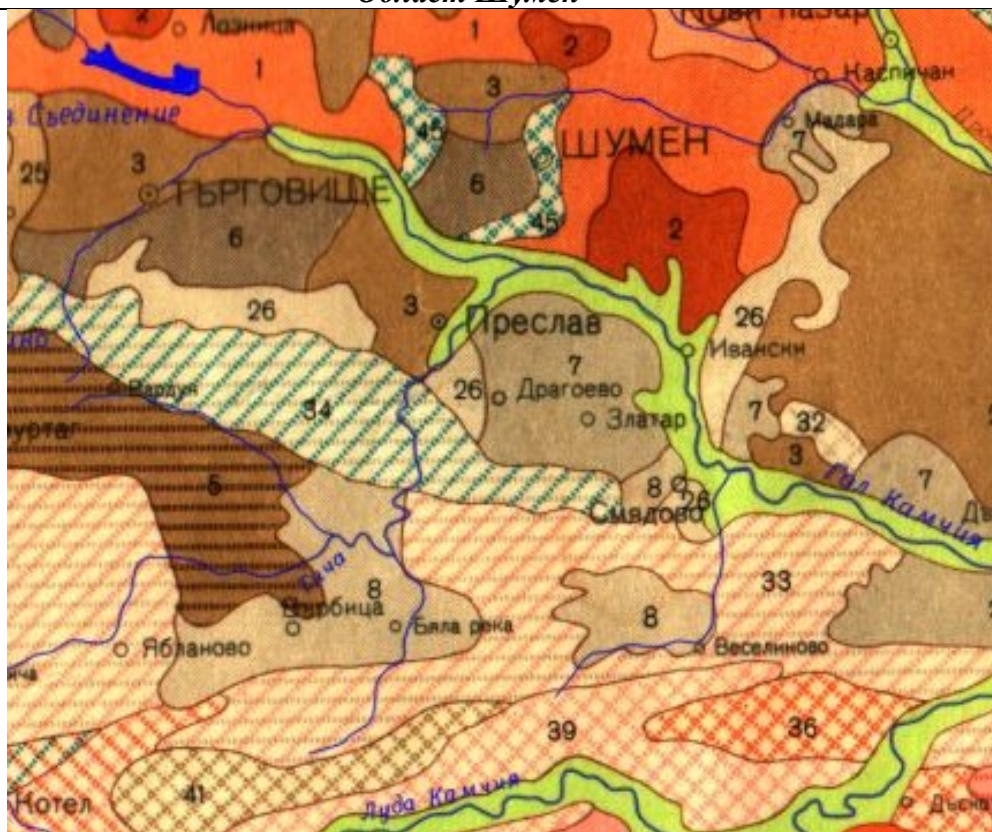 Област Шумен
2
Лозница
1
1
2
Нови пазар
Каспичан
3
Съединение
45
Мадара
7
ШУМЕН
25
3
ТЪРГОВИЩЕ
6
6
45
2
26
3
Преслав
26
Ивански
7
26
Драгоево
Златар
7
32
3
34
Вардун
5
8
26
Смядово
Гол Камчия
7
33
8
8
Върбица
Бяла река
Ябланово
Веселиново
39
36
41
Котел
Луда Камчия